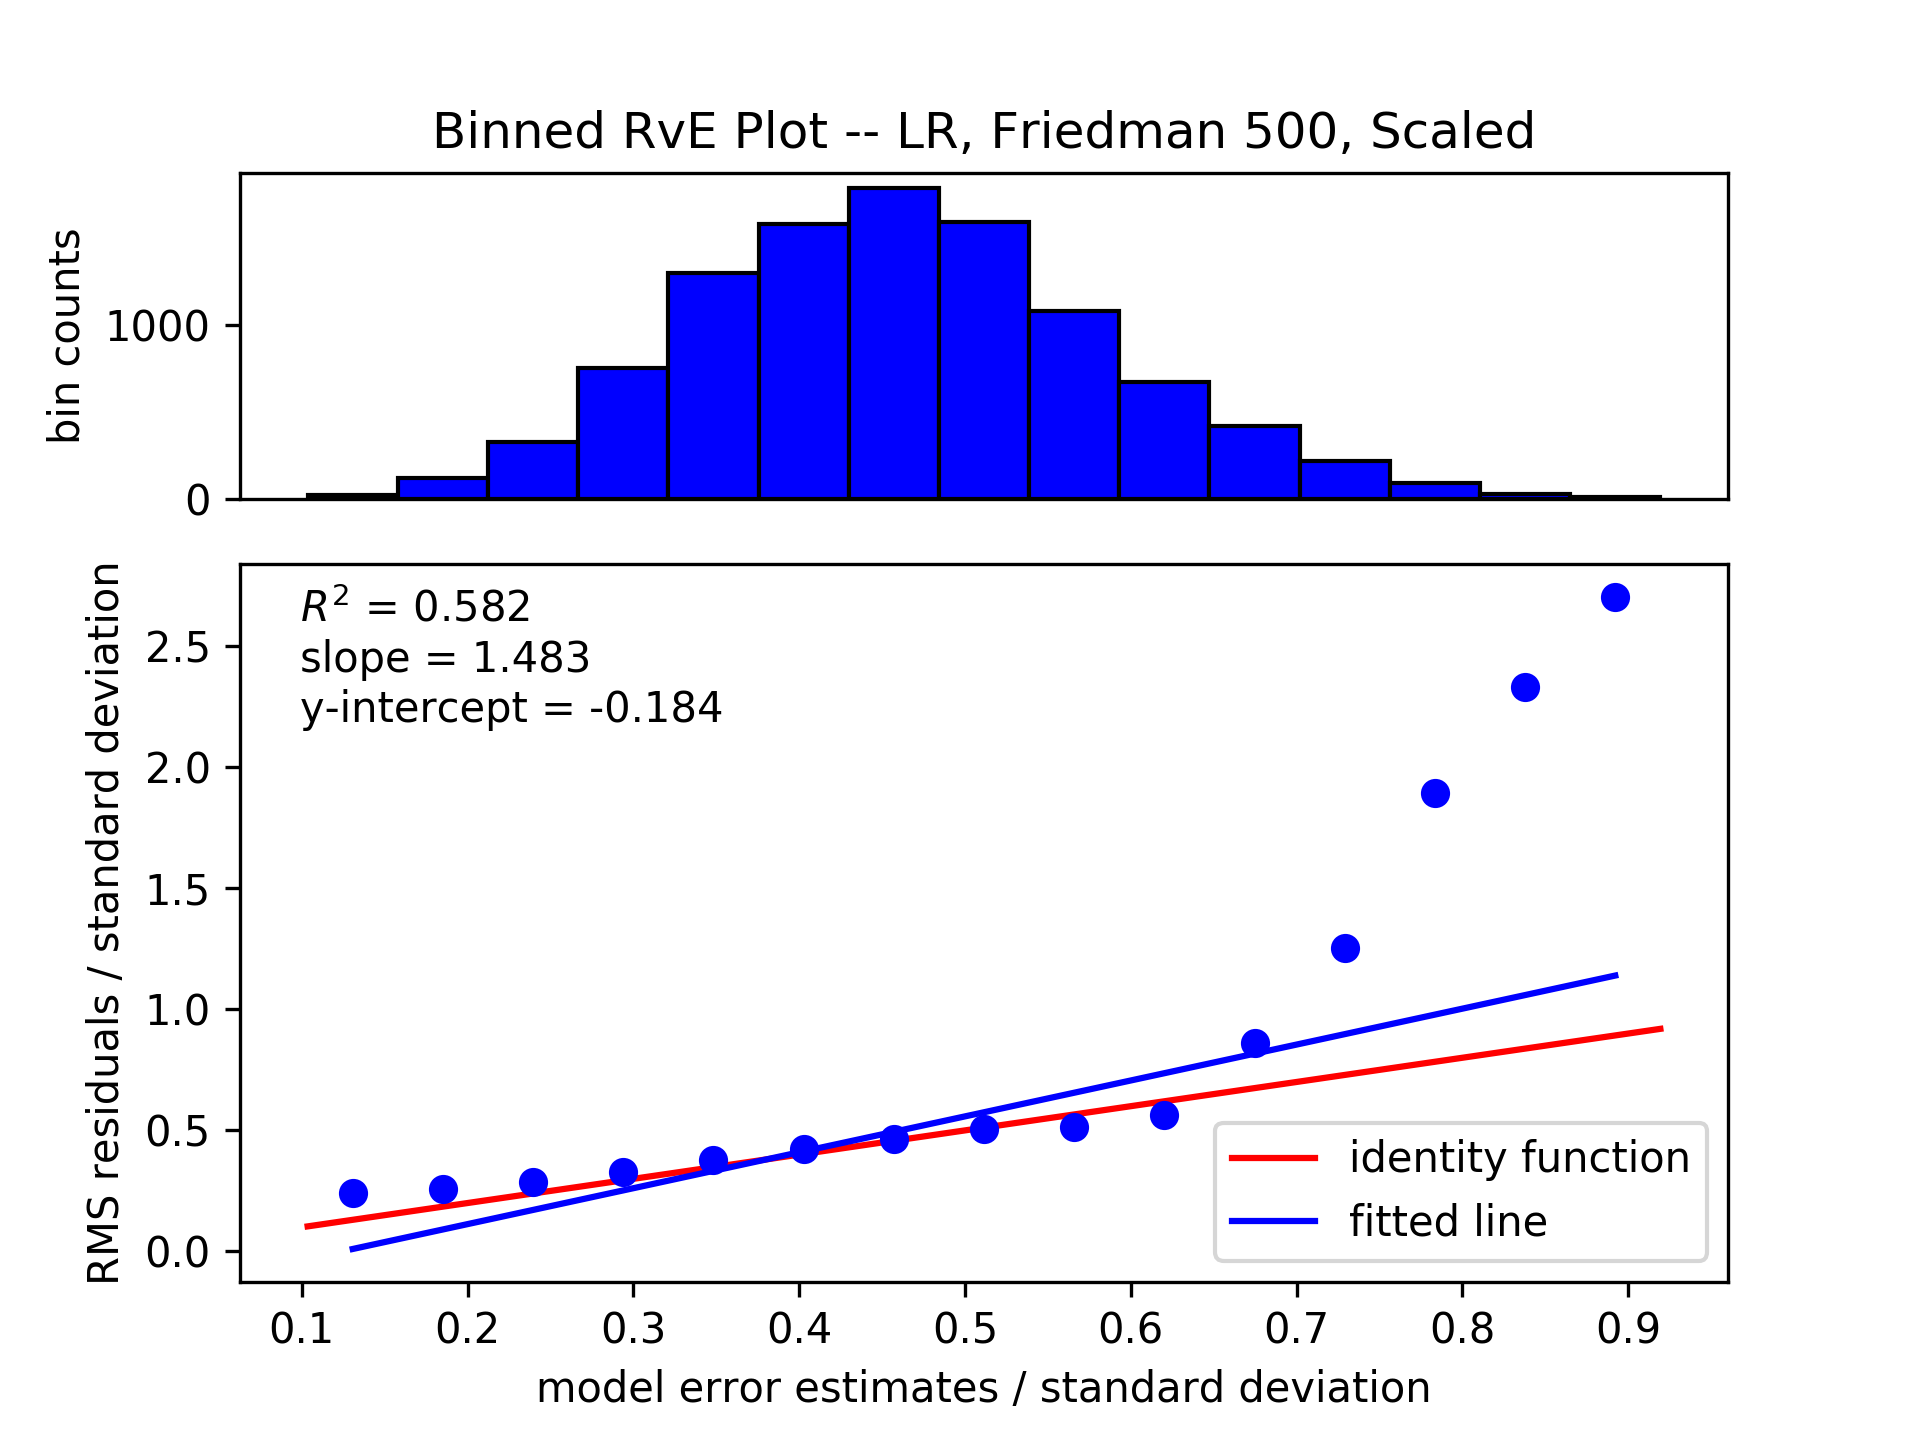 Binned RvE Plot -- LR, Friedman 500, Scaled
bin counts
1000
0
RMS residuals / standard deviation
R² = 0.582
slope = 1.483
y-intercept = -0.184
2.5
2.0
1.5
1.0
0.5
0.0
identity function
fitted line
0.1 0.2 0.3 0.4 0.5 0.6 0.7 0.8 0.9
model error estimates / standard deviation